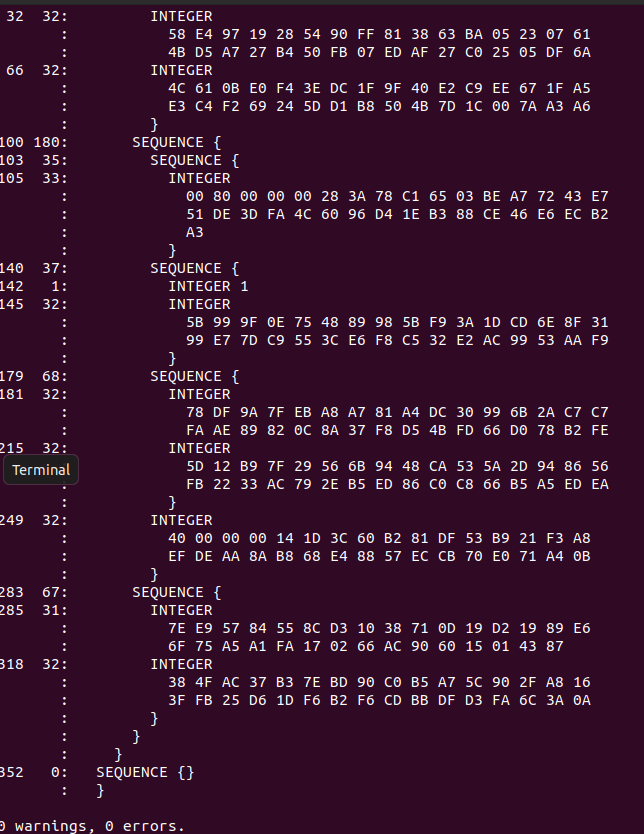 32 32: INTEGER
: 58 E4 97 19 28 54 90 FF 81 38 63 BA 05 23 07 61
: 4B D5 A7 27 B4 50 FB 07 ED AF 27 C0 25 05 DF 6A
66 32: INTEGER
: 4C 61 0B E0 F4 3E DC 1F 9F 40 E2 C9 EE 67 1F A5
: E3 C4 F2 69 24 5D D1 B8 50 4B 7D 1C 00 7A A3 A6
: }
100 180: SEQUENCE {
103 35: SEQUENCE {
105 33: INTEGER
: 00 80 00 00 00 28 3A 78 C1 65 03 BE A7 72 43 E7
: 51 DE 3D FA 4C 60 96 D4 1E B3 88 CE 46 E6 EC B2
: A3
: }
140 37: SEQUENCE {
142 1: INTEGER 1
145 32: INTEGER
: 5B 99 9F 0E 75 48 89 98 5B F9 3A 1D CD 6E 8F 31
: 99 E7 7D C9 55 3C E6 F8 C5 32 E2 AC 99 53 AA F9
: }
179 68: SEQUENCE {
181 32: INTEGER
: 78 DF 9A 7F EB A8 A7 81 A4 DC 30 99 6B 2A C7 C7
: FA AE 89 82 0C 8A 37 F8 D5 4B FD 66 D0 78 B2 FE
215 32: INTEGER
Terminal 5D 12 B9 7F 29 56 6B 94 48 CA 53 5A 2D 94 86 56
: FB 22 33 AC 79 2E B5 ED 86 C0 C8 66 B5 A5 ED EA
: }
249 32: INTEGER
: 40 00 00 00 14 1D 3C 60 B2 81 DF 53 B9 21 F3 A8
: EF DE AA 8A B8 68 E4 88 57 EC CB 70 E0 71 A4 0B
: }
283 67: SEQUENCE {
285 31: INTEGER
: 7E E9 57 84 55 8C D3 10 38 71 0D 19 D2 19 89 E6
: 6F 75 A5 A1 FA 17 02 66 AC 90 60 15 01 43 87
318 32: INTEGER
: 38 4F AC 37 B3 7E BD 90 C0 B5 A7 5C 90 2F A8 16
: 3F FB 25 D6 1D F6 B2 F6 CD BB DF D3 FA 6C 3A 0A
: }
: }
: }
352 0: SEQUENCE {}
: }
0 warnings, 0 errors.